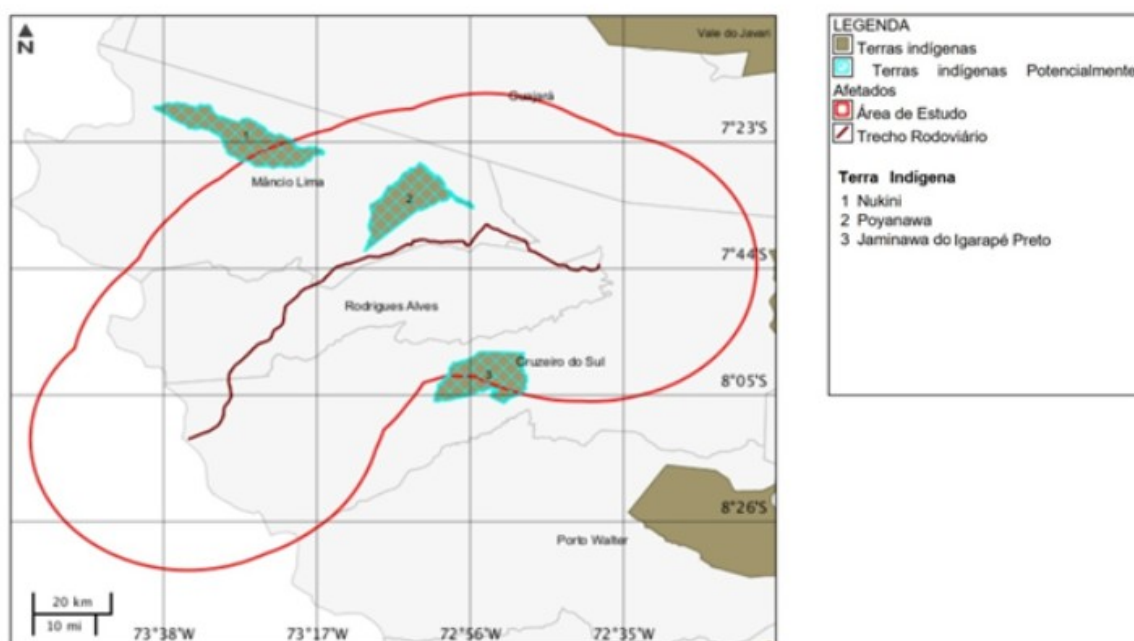 N
Vale do Javari
Guajará
7°23'S
1
Mâncio Lima
2
7°44'S
Rodrigues Alves
Cruzeiro do Sul
3
8°05'S
8°26'S
Porto Walter
20 km
10 mi
73°38'W 73°17'W 72°56'W 72°35'W
LEGENDA
Terras indígenas
Terras indígenas Potencialmente
Afetados
Área de Estudo
Trecho Rodoviário
Terra Indígena
1 Nukini
2 Poyanawa
3 Jaminawa do Igarapé Preto